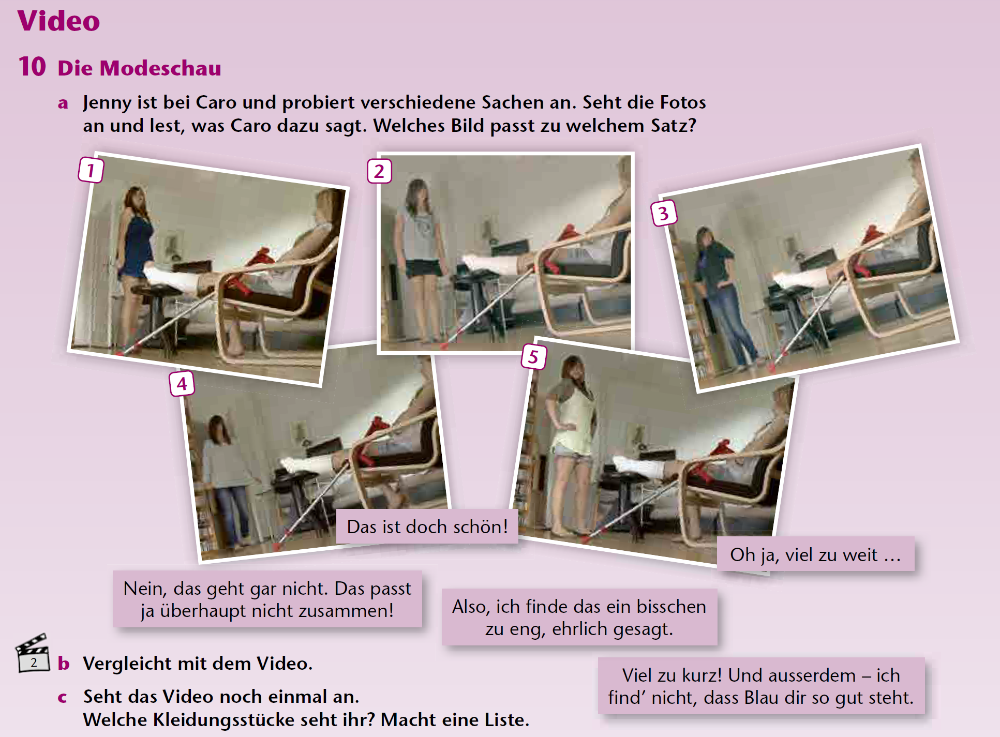 Video
10 Die Modeschau
a Jenny ist bei Caro und probiert verschiedene Sachen an. Seht die Fotos
an und lest, was Caro dazu sagt. Welches Bild passt zu welchem Satz?
1
2
3
4
5
Das ist doch schön!
Oh ja, viel zu weit ...
Nein, das geht gar nicht. Das passt
ja überhaupt nicht zusammen!
Also, ich finde das ein bisschen
zu eng, ehrlich gesagt.
Viel zu kurz! Und ausserdem – ich
find’ nicht, dass Blau dir so gut steht.
2
b Vergleicht mit dem Video.
c Seht das Video noch einmal an.
Welche Kleidungsstücke seht ihr? Macht eine Liste.